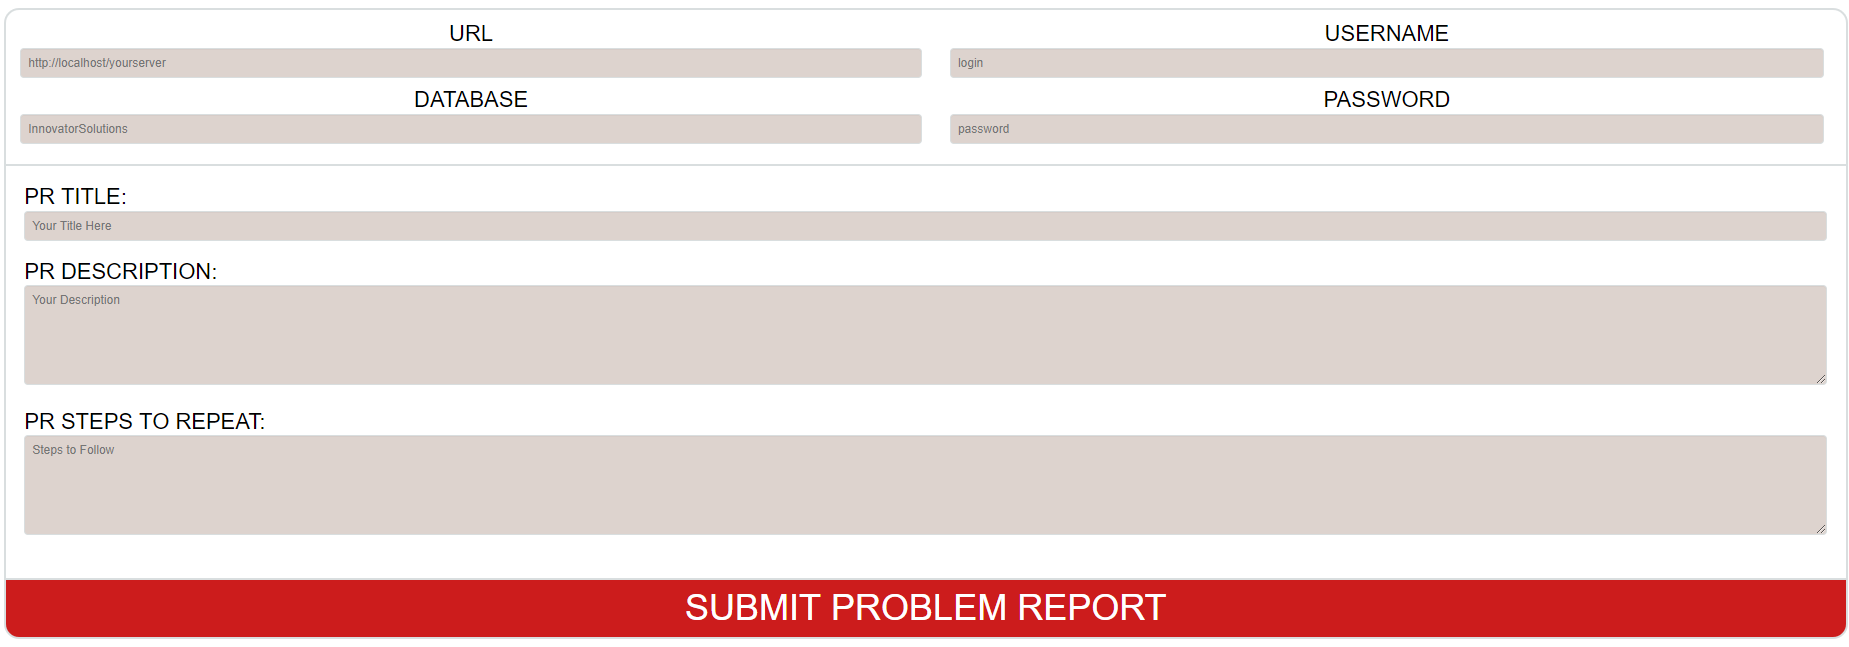 URL
http://localhost/yourserver
USERNAME
login
DATABASE
InnovatorSolutions
PASSWORD
password
PR TITLE:
Your Title Here
PR DESCRIPTION:
Your Description
PR STEPS TO REPEAT:
Steps to Follow
SUBMIT PROBLEM REPORT